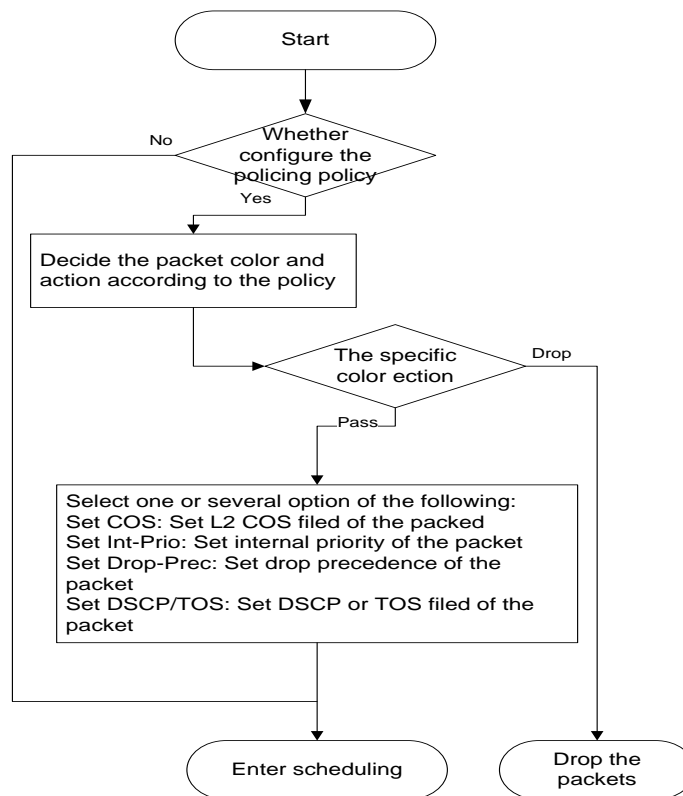 Start
No
Whether
configure the
policing policy
Yes
Decide the packet color and
action according to the policy
The specific
color ection
Drop
Pass
Select one or several option of the following:
Set COS: Set L2 COS filed of the packed
Set Int-Prio: Set internal priority of the packet
Set Drop-Prec: Set drop precedence of the
packet
Set DSCP/TOS: Set DSCP or TOS filed of the
packet
Enter scheduling
Drop the
packets